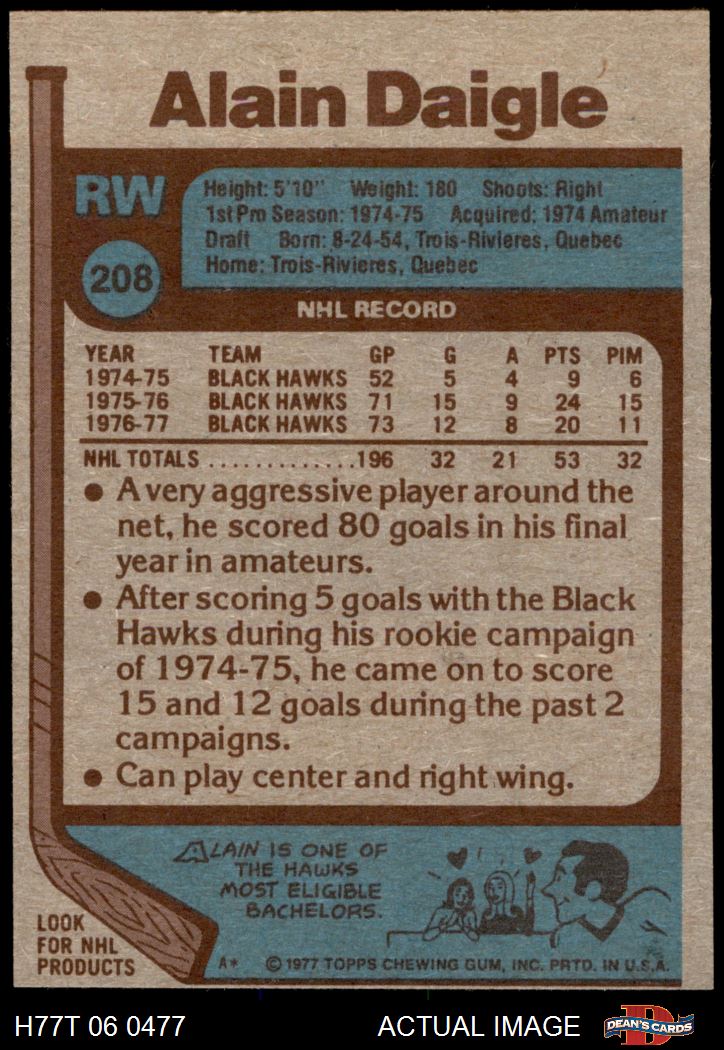 Alain Daigle
RW
208
Height: 5'10" Weight: 180 Shoots: Right
1st Pro Season: 1974-75 Acquired: 1974 Amateur
Draft Born: 8-24-54, Trois-Rivieres, Quebec
Home: Trois-Rivieres, Quebec
NHL RECORD
YEAR TEAM GP G A PTS PIM
1974-75 BLACK HAWKS 52 5 4 9 6
1975-76 BLACK HAWKS 71 15 9 24 15
1976-77 BLACK HAWKS 73 12 8 20 11
NHL TOTALS .............196 32 21 53 32
● A very aggressive player around the
net, he scored 80 goals in his final
year in amateurs.
● After scoring 5 goals with the Black
Hawks during his rookie campaign
of 1974-75, he came on to score
15 and 12 goals during the past 2
campaigns.
● Can play center and right wing.
ALAIN IS ONE OF
THE HAWKS
MOST ELIGIBLE
BACHELORS.
LOOK
FOR NHL
PRODUCTS
A* © 1977 TOPPS CHEWING GUM, INC. PRTD. IN U.S.A.
H77T 06 0477 ACTUAL IMAGE
D
DEAN'S CARDS